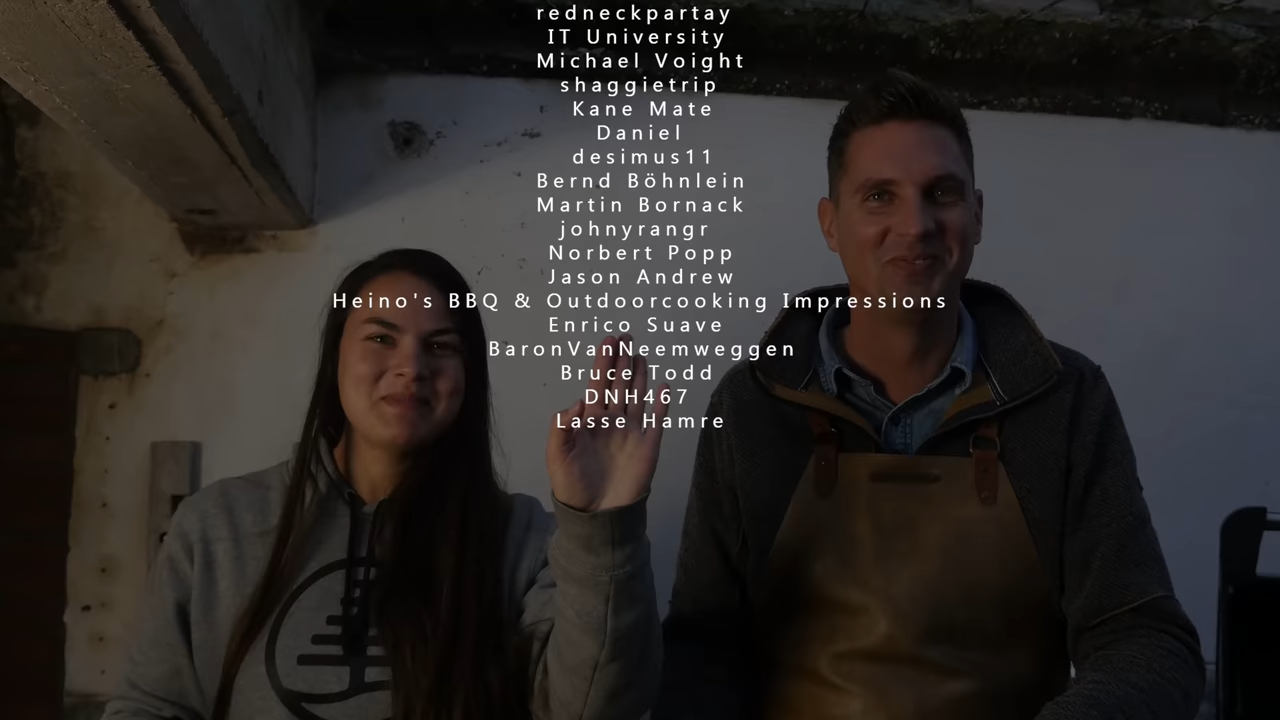 redneckpartay
IT University
Michael Voight
shaggietrip
Kane Mate
Daniel
desimus11
Bernd Böhnlein
Martin Bornack
johnyrangr
Norbert Popp
Jason Andrew
Heino's BBQ & Outdoorcooking Impressions
Enrico Suave
BaronVanNeemweggen
Bruce Todd
DNH467
Lasse Hamre